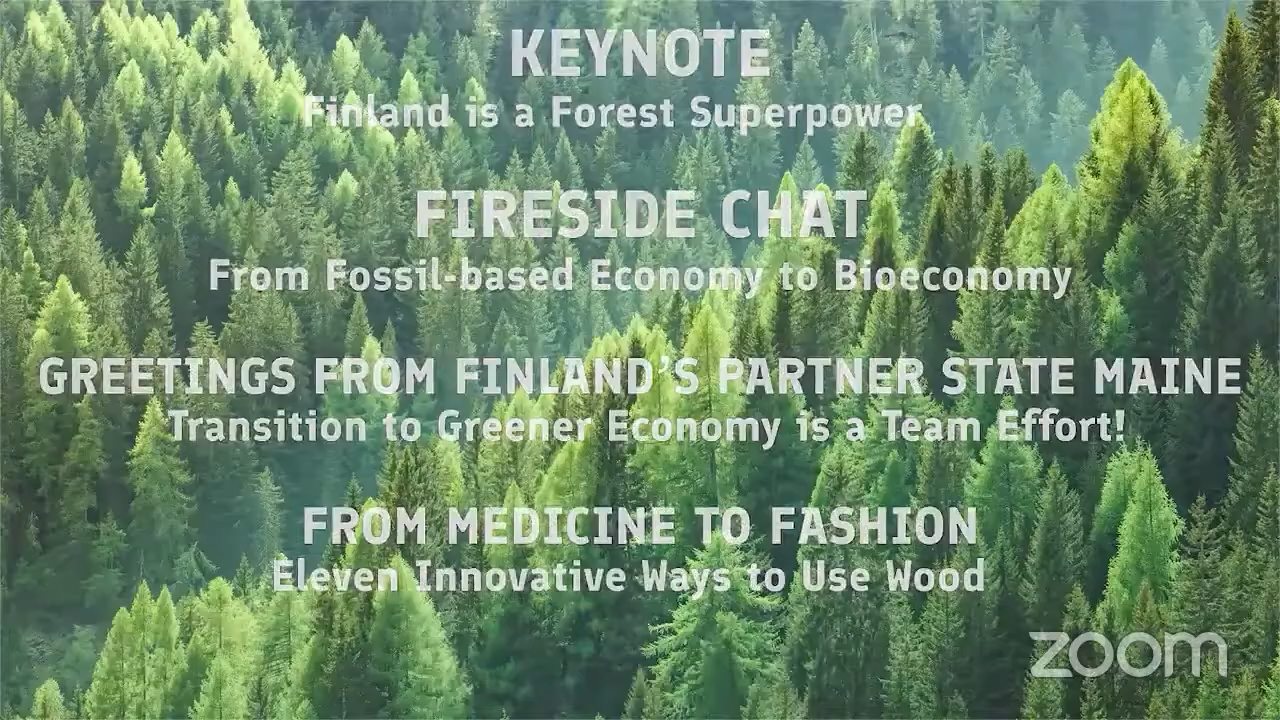 KEYNOTE
Finland is a Forest Superpower
FIRESIDE CHAT
From Fossil-based Economy to Bioeconomy
GREETINGS FROM FINLAND'S PARTNER STATE MAINE
Transition to Greener Economy is a Team Effort!
FROM MEDICINE TO FASHION
Eleven Innovative Ways to Use Wood
zoom